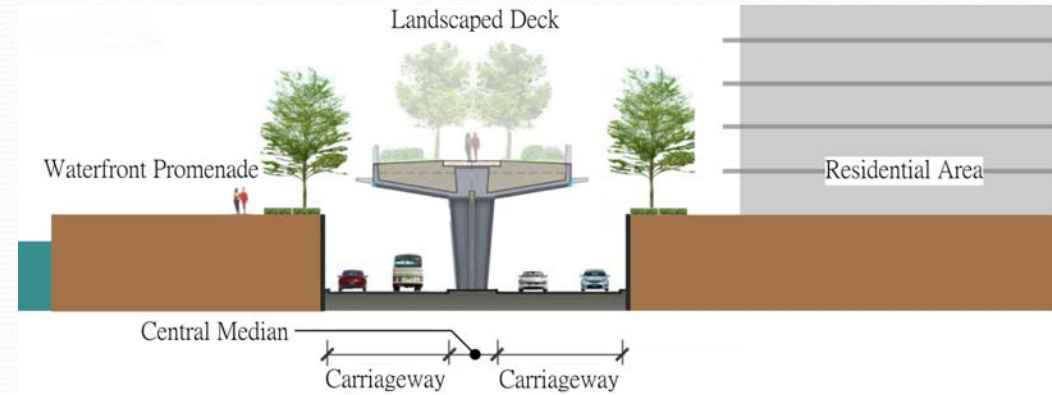 Landscaped Deck
Waterfront Promenade
Residential Area
Central Median
Carriageway
Carriageway